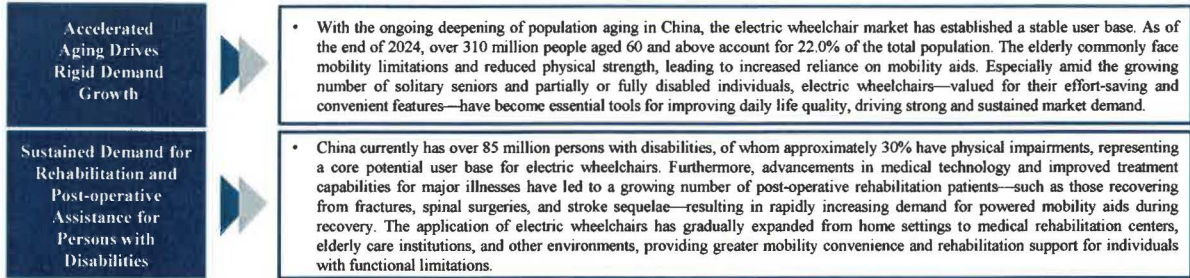 Accelerated
Aging Drives
Rigid Demand
Growth
• With the ongoing deepening of population aging in China, the electric wheelchair market has established a stable user base. As of
the end of 2024, over 310 million people aged 60 and above account for 22.0% of the total population. The elderly commonly face
mobility limitations and reduced physical strength, leading to increased reliance on mobility aids. Especially amid the growing
number of solitary seniors and partially or fully disabled individuals, electric wheelchairs—valued for their effort-saving and
convenient features—have become essential tools for improving daily life quality, driving strong and sustained market demand.
Sustained Demand for
Rehabilitation and
Post-operative
Assistance for
Persons with
Disabilities
• China currently has over 85 million persons with disabilities, of whom approximately 30% have physical impairments, representing
a core potential user base for electric wheelchairs. Furthermore, advancements in medical technology and improved treatment
capabilities for major illnesses have led to a growing number of post-operative rehabilitation patients—such as those recovering
from fractures, spinal surgeries, and stroke sequelae—resulting in rapidly increasing demand for powered mobility aids during
recovery. The application of electric wheelchairs has gradually expanded from home settings to medical rehabilitation centers,
elderly care institutions, and other environments, providing greater mobility convenience and rehabilitation support for individuals
with functional limitations.